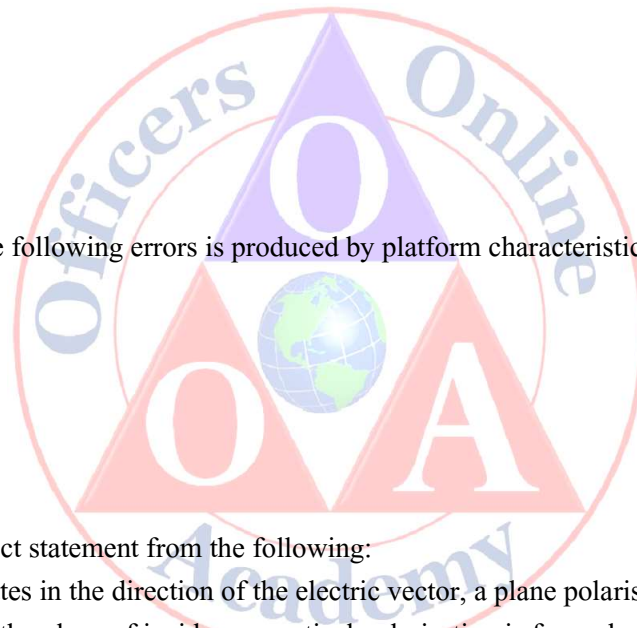 Officers Online
O
e following errors is produced by platform characteristic
O A
ct statement from the following:
Academy
tes in the direction of the electric vector, a plane polaris